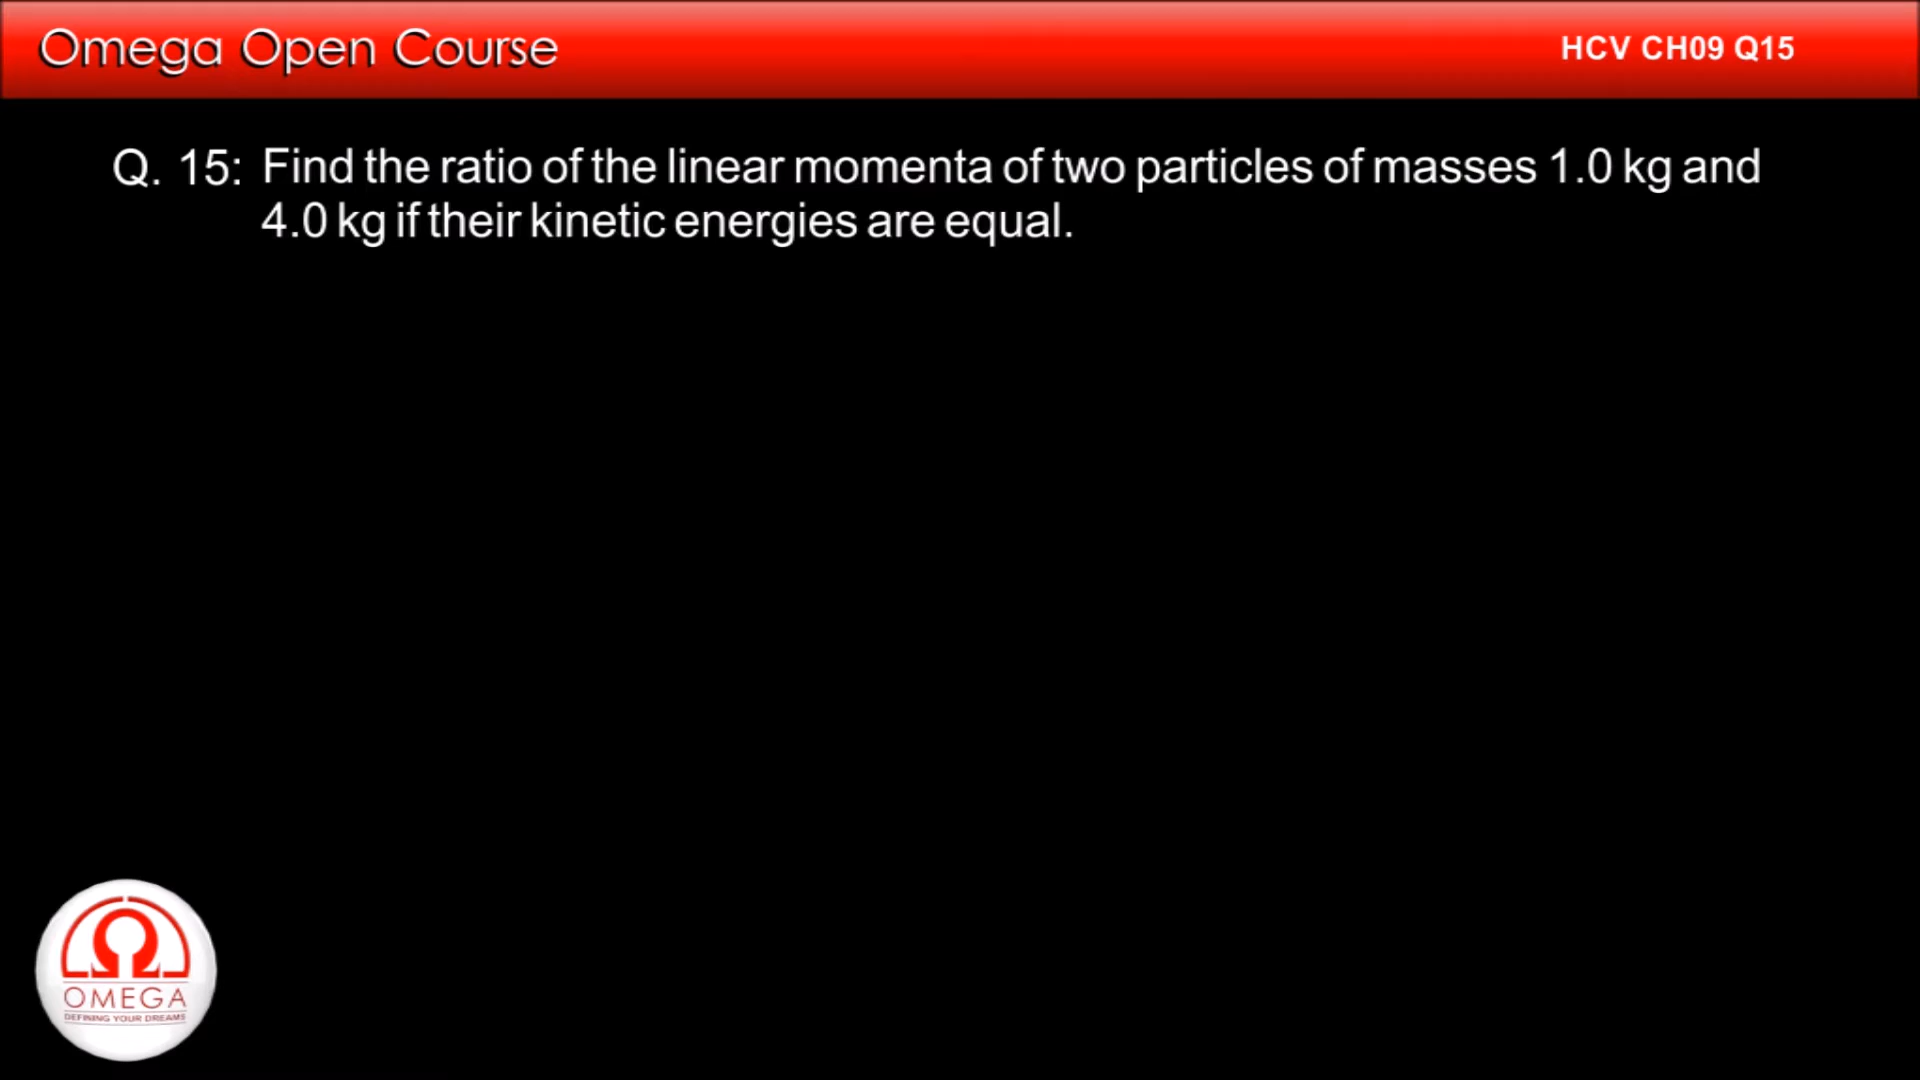 Omega Open Course
HCV CH09 Q15
Q. 15: Find the ratio of the linear momenta of two particles of masses 1.0 kg and
4.0 kg if their kinetic energies are equal.
OMEGA
DEFINING YOUR DREAMS